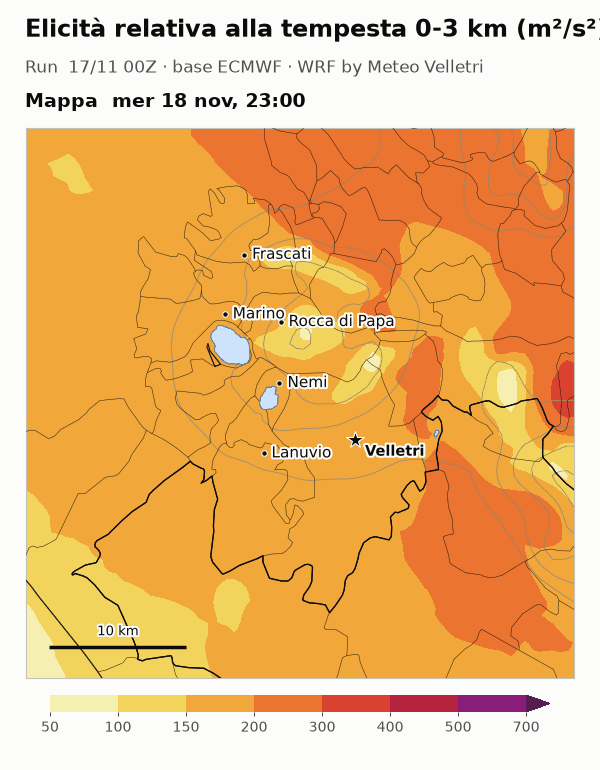 Elicità relativa alla tempesta 0-3 km (m²/s²)
Run 17/11 00Z · base ECMWF · WRF by Meteo Velletri
Mappa mer 18 nov, 23:00
Frascati
Marino
Rocca di Papa
Nemi
Velletri
Lanuvio
10 km
50 100 150 200 300 400 500 700